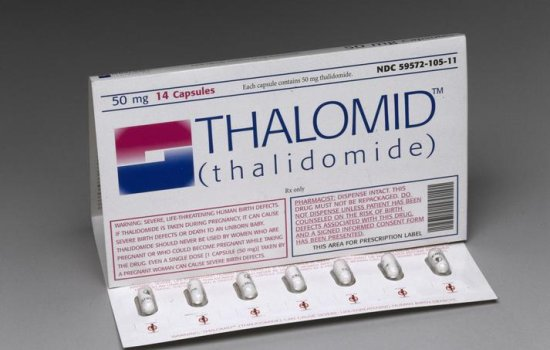 50 mg 14 Capsules
Each capsule contains 50 mg thalidomide.
NDC 59572-105-11
THALOMID™
(thalidomide)
Rx only
WARNING: SEVERE, LIFE-THREATENING HUMAN BIRTH DEFECTS.
IF THALIDOMIDE IS TAKEN DURING PREGNANCY, IT CAN CAUSE
SEVERE BIRTH DEFECTS OR DEATH TO AN UNBORN BABY.
THALIDOMIDE SHOULD NEVER BE USED BY WOMEN WHO ARE
PREGNANT OR WHO COULD BECOME PREGNANT WHILE TAKING
THE DRUG. EVEN A SINGLE DOSE [1 CAPSULE (50 mg)] TAKEN BY
A PREGNANT WOMAN CAN CAUSE SEVERE BIRTH DEFECTS.
PHARMACIST: DISPENSE INTACT. THIS
DRUG MUST NOT BE REPACKAGED. DO
NOT DISPENSE UNLESS PATIENT HAS BEEN
COUNSELED ON THE RISK OF BIRTH
DEFECTS ASSOCIATED WITH THIS DRUG,
AND A SIGNED INFORMED CONSENT FORM
HAS BEEN PRESENTED.
THIS AREA FOR PRESCRIPTION LABEL